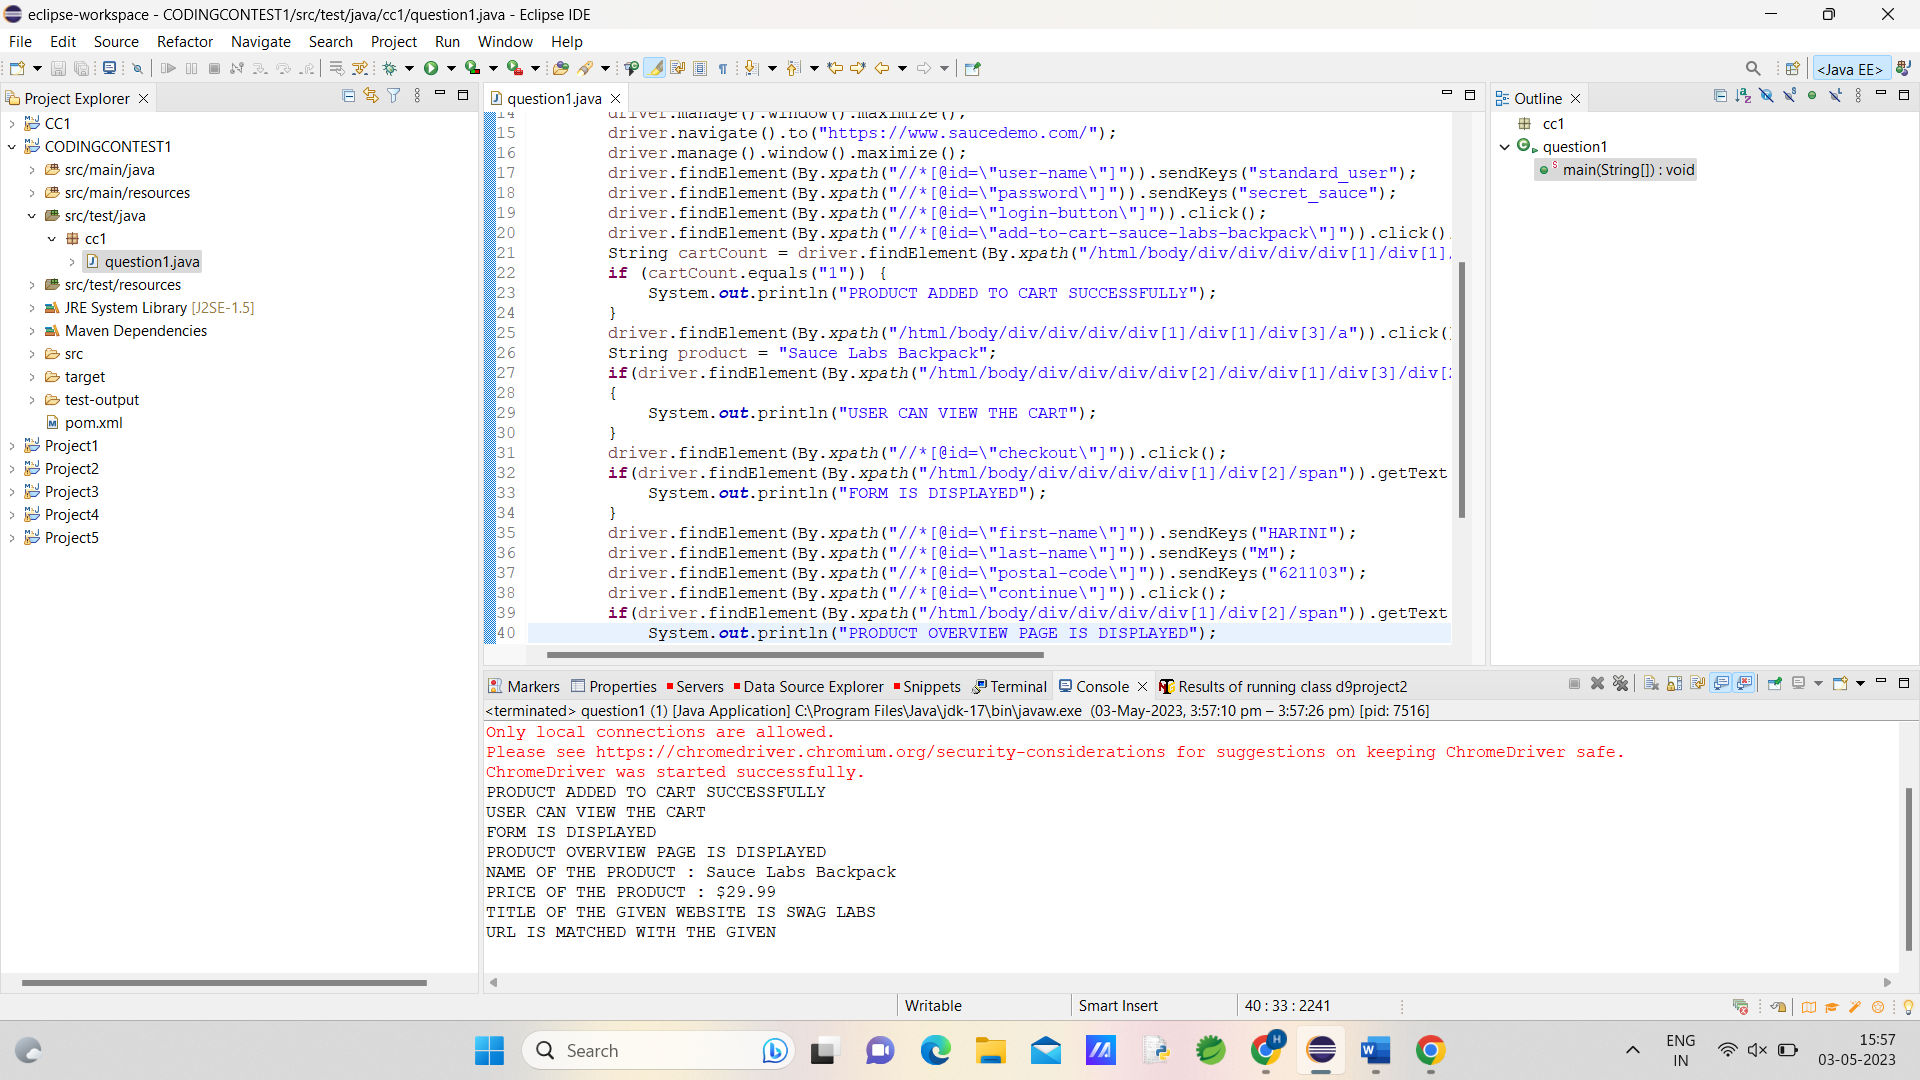 eclipse-workspace - CODINGCONTEST1/src/test/java/cc1/question1.java - Eclipse IDE
File Edit Source Refactor Navigate Search Project Run Window Help
<Java EE>
Project Explorer
CC1
CODINGCONTEST1
src/main/java
src/main/resources
src/test/java
cc1
question1.java
src/test/resources
JRE System Library [J2SE-1.5]
Maven Dependencies
src
target
test-output
pom.xml
Project1
Project2
Project3
Project4
Project5
question1.java
14 driver.manage().window().maximize();
15 driver.navigate().to("https://www.saucedemo.com/");
16 driver.manage().window().maximize();
17 driver.findElement(By.xpath("//*[@id=\"user-name\"]")).sendKeys("standard_user");
18 driver.findElement(By.xpath("//*[@id=\"password\"]")).sendKeys("secret_sauce");
19 driver.findElement(By.xpath("//*[@id=\"login-button\"]")).click();
20 driver.findElement(By.xpath("//*[@id=\"add-to-cart-sauce-labs-backpack\"]")).click()
21 String cartCount = driver.findElement(By.xpath("/html/body/div/div/div/div[1]/div[1]
22 if (cartCount.equals("1")) {
23 System.out.println("PRODUCT ADDED TO CART SUCCESSFULLY");
24 }
25 driver.findElement(By.xpath("/html/body/div/div/div/div[1]/div[1]/div[3]/a")).click(
26 String product = "Sauce Labs Backpack";
27 if(driver.findElement(By.xpath("/html/body/div/div/div/div[2]/div/div[1]/div[3]/div[
28 {
29 System.out.println("USER CAN VIEW THE CART");
30 }
31 driver.findElement(By.xpath("//*[@id=\"checkout\"]")).click();
32 if(driver.findElement(By.xpath("/html/body/div/div/div/div[1]/div[2]/span")).getText
33 System.out.println("FORM IS DISPLAYED");
34 }
35 driver.findElement(By.xpath("//*[@id=\"first-name\"]")).sendKeys("HARINI");
36 driver.findElement(By.xpath("//*[@id=\"last-name\"]")).sendKeys("M");
37 driver.findElement(By.xpath("//*[@id=\"postal-code\"]")).sendKeys("621103");
38 driver.findElement(By.xpath("//*[@id=\"continue\"]")).click();
39 if(driver.findElement(By.xpath("/html/body/div/div/div/div[1]/div[2]/span")).getText
40 System.out.println("PRODUCT OVERVIEW PAGE IS DISPLAYED");
Outline
cc1
question1
main(String[]) : void
Markers Properties Servers Data Source Explorer Snippets Terminal Console Results of running class d9project2
<terminated> question1 (1) [Java Application] C:\Program Files\Java\jdk-17\bin\javaw.exe (03-May-2023, 3:57:10 pm – 3:57:26 pm) [pid: 7516]
Only local connections are allowed.
Please see https://chromedriver.chromium.org/security-considerations for suggestions on keeping ChromeDriver safe.
ChromeDriver was started successfully.
PRODUCT ADDED TO CART SUCCESSFULLY
USER CAN VIEW THE CART
FORM IS DISPLAYED
PRODUCT OVERVIEW PAGE IS DISPLAYED
NAME OF THE PRODUCT : Sauce Labs Backpack
PRICE OF THE PRODUCT : $29.99
TITLE OF THE GIVEN WEBSITE IS SWAG LABS
URL IS MATCHED WITH THE GIVEN
Writable Smart Insert 40 : 33 : 2241
Search
ENG
IN
15:57
03-05-2023